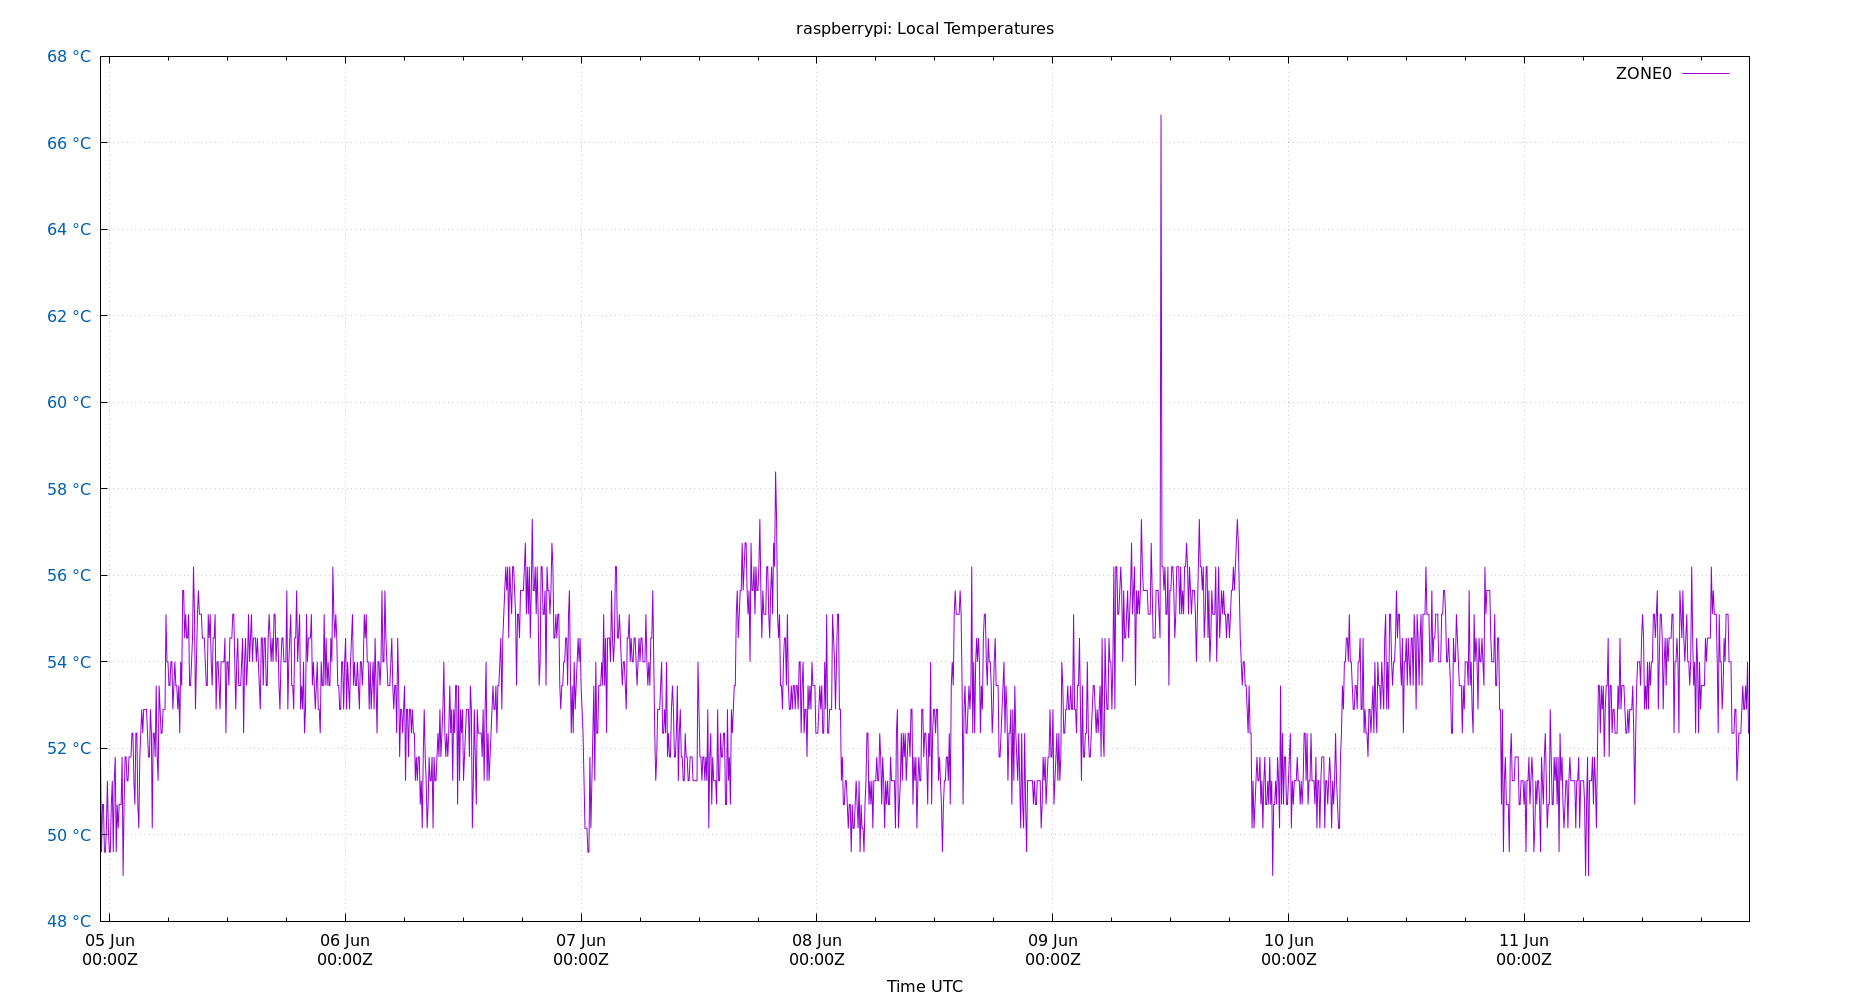 raspberrypi: Local Temperatures
ZONE0
68 °C
66 °C
64 °C
62 °C
60 °C
58 °C
56 °C
54 °C
52 °C
50 °C
48 °C
05 Jun 06 Jun 07 Jun 08 Jun 09 Jun 10 Jun 11 Jun
00:00Z 00:00Z 00:00Z 00:00Z 00:00Z 00:00Z 00:00Z
Time UTC